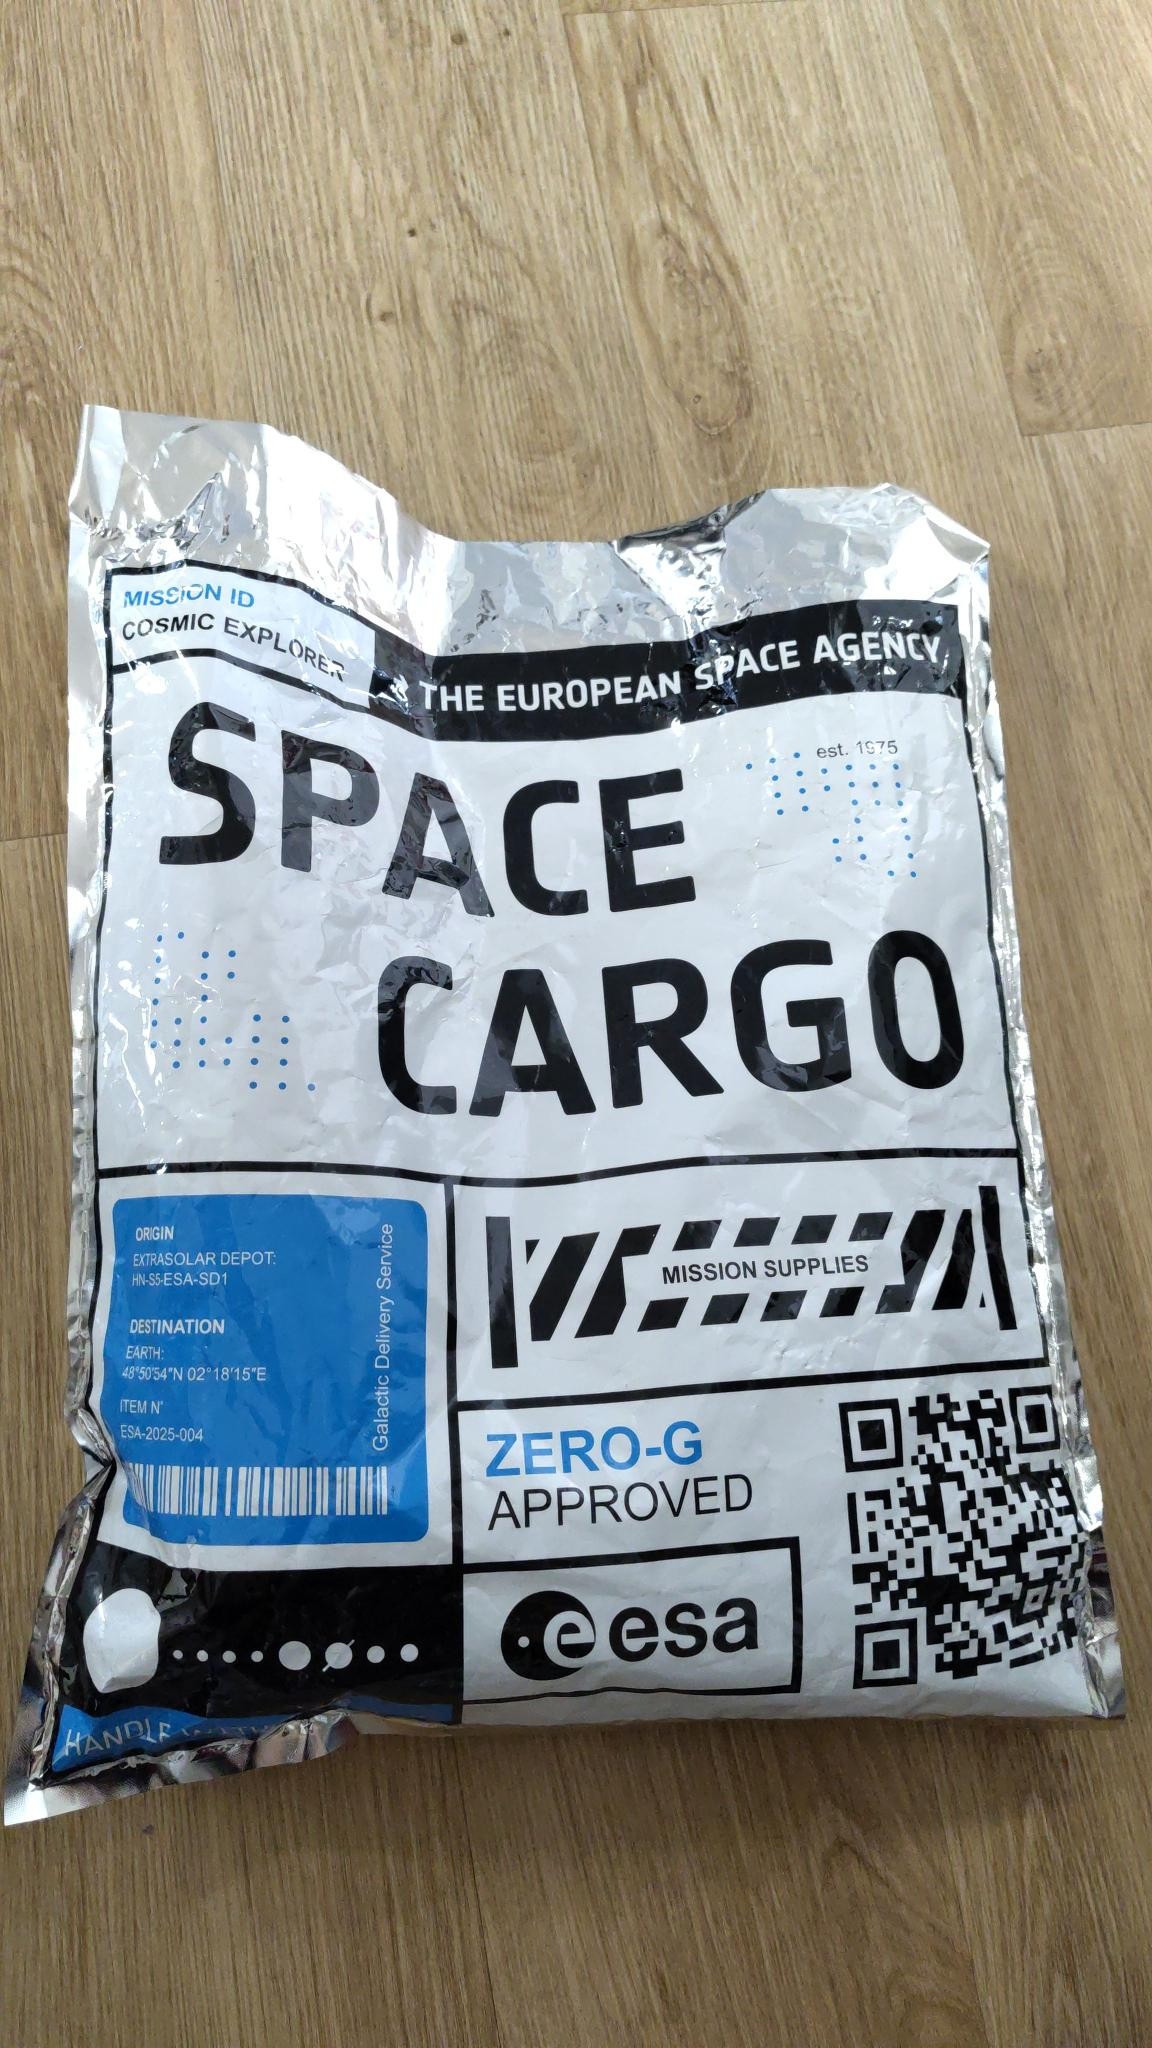 MISSION ID
COSMIC EXPLORER
THE EUROPEAN SPACE AGENCY
est. 1975
SPACE
CARGO
ORIGIN
EXTRASOLAR DEPOT:
HN-S5-ESA-SD1
DESTINATION
EARTH:
48°50'54"N 02°18'15"E
ITEM N°
ESA-2025-004
Galactic Delivery Service
MISSION SUPPLIES
ZERO-G
APPROVED
esa
HANDLE WITH